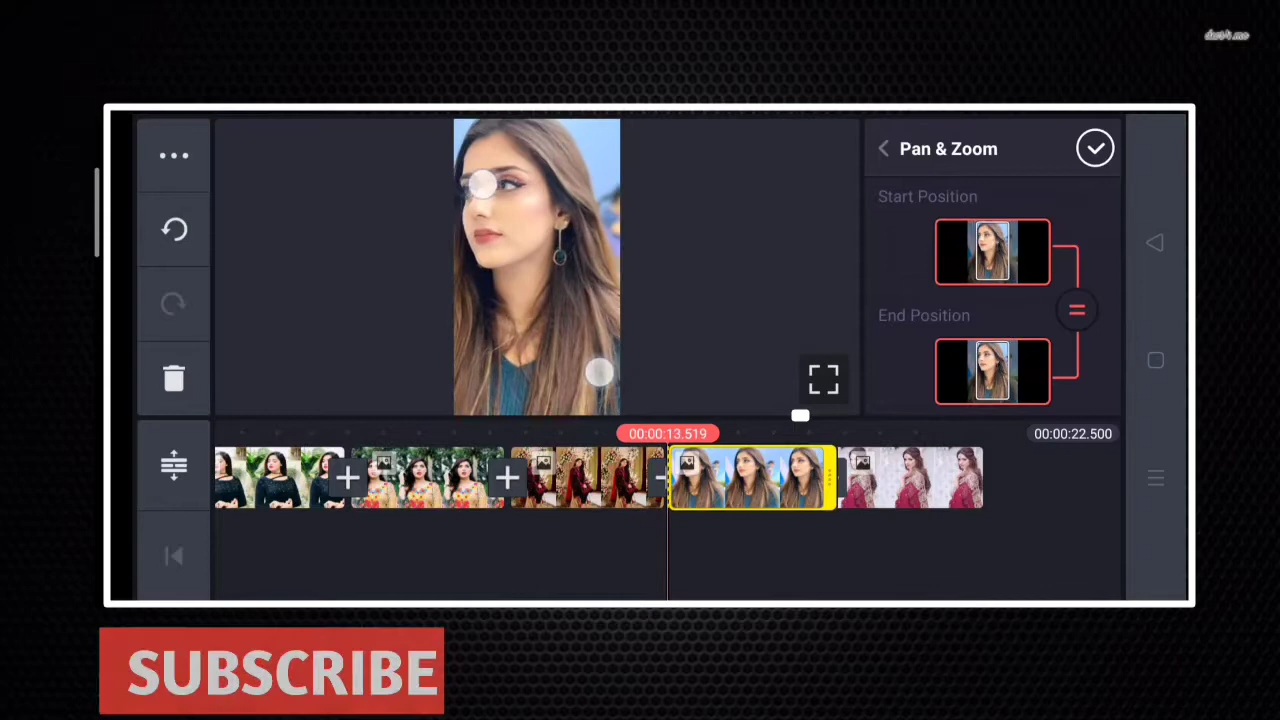 Pan & Zoom
Start Position
End Position
00:00:13.519
00:00:22.500
SUBSCRIBE